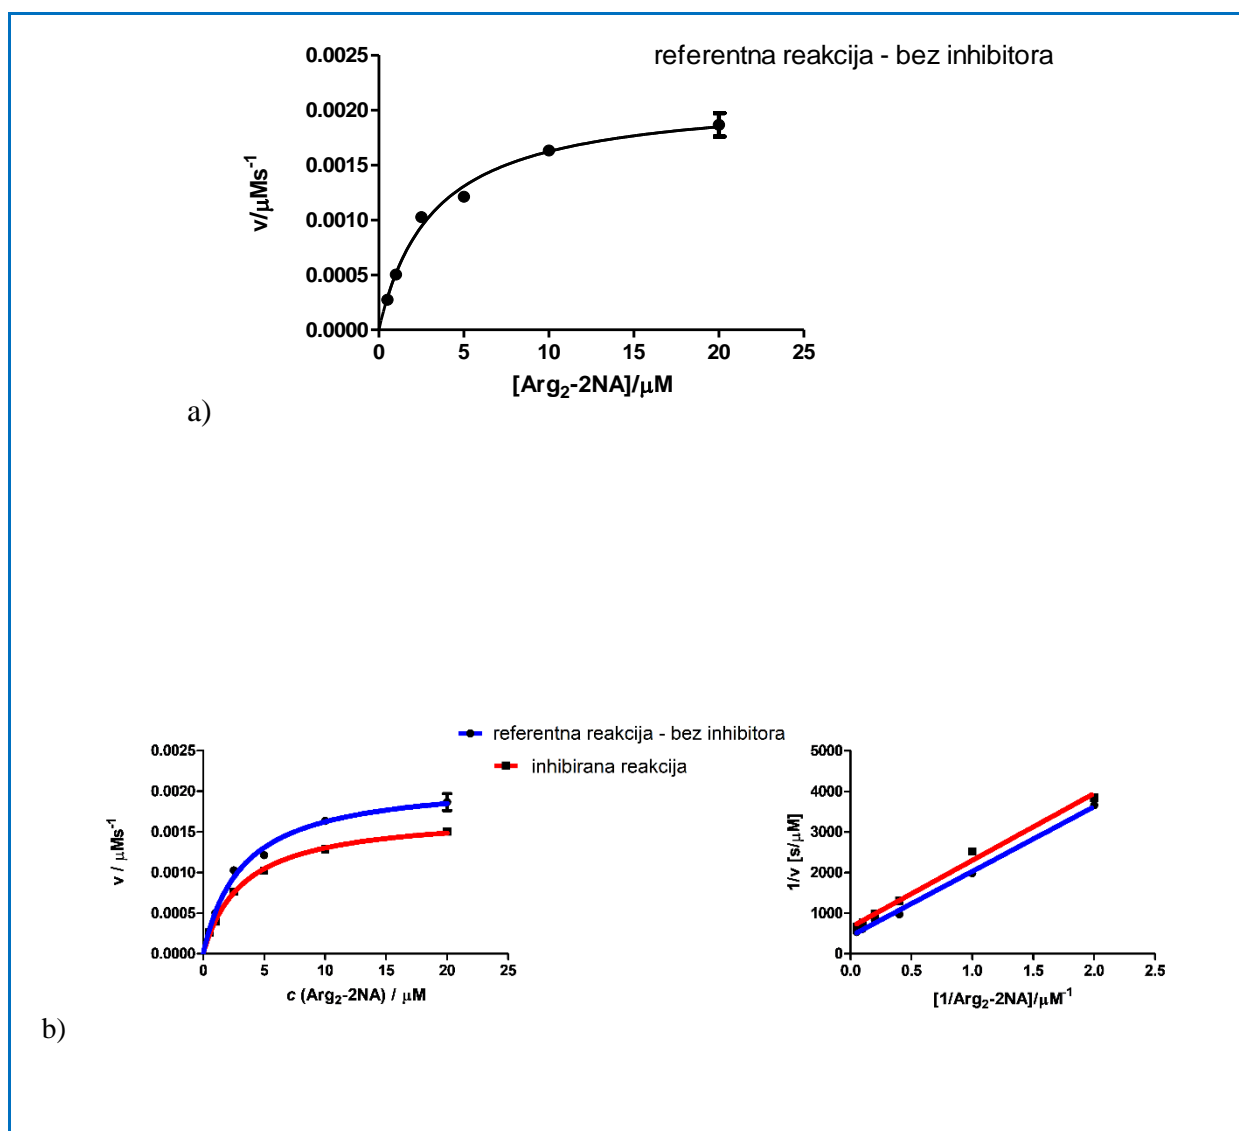 referentna reakcija - bez inhibitora
0.0025
0.0020
0.0015
0.0010
0.0005
0.0000
v/μMs⁻¹
0 5 10 15 20 25
[Arg₂-2NA]/μM
a)
referentna reakcija - bez inhibitora
inhibirana reakcija
0.0025
0.0020
0.0015
0.0010
0.0005
0.0000
v / μMs⁻¹
0 5 10 15 20 25
c (Arg₂-2NA) / μM
5000
4000
3000
2000
1000
0
1/v [s/μM]
0.0 0.5 1.0 1.5 2.0 2.5
[1/Arg₂-2NA]/μM⁻¹
b)